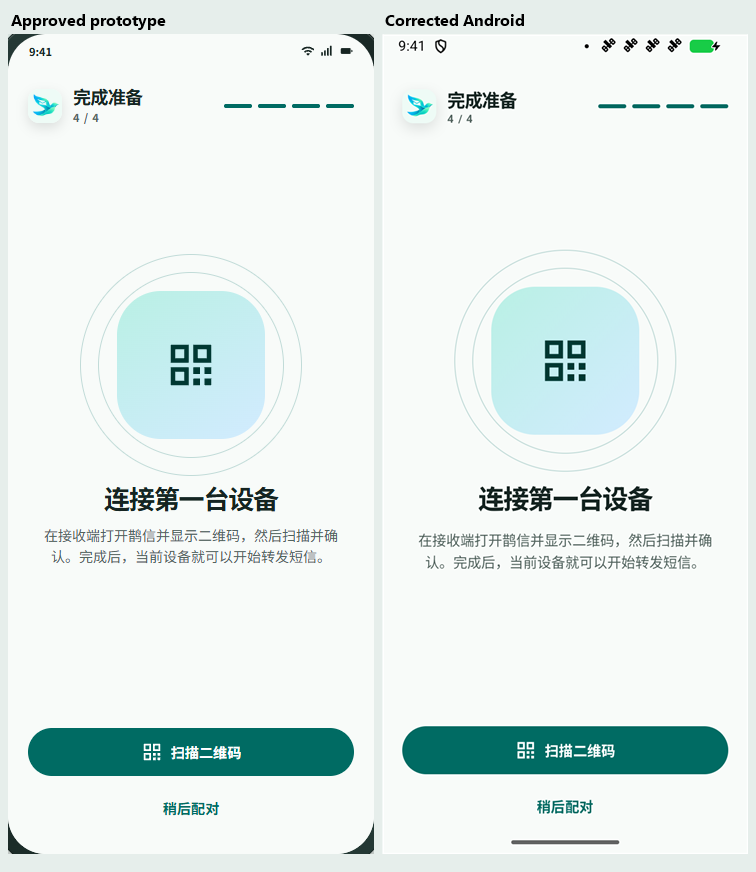 Approved prototype
9:41
完成准备
4 / 4
连接第一台设备
在接收端打开鹊信并显示二维码，然后扫描并确
认。完成后，当前设备就可以开始转发短信。
扫描二维码
稍后配对
Corrected Android
9:41
完成准备
4 / 4
连接第一台设备
在接收端打开鹊信并显示二维码，然后扫描并确
认。完成后，当前设备就可以开始转发短信。
扫描二维码
稍后配对